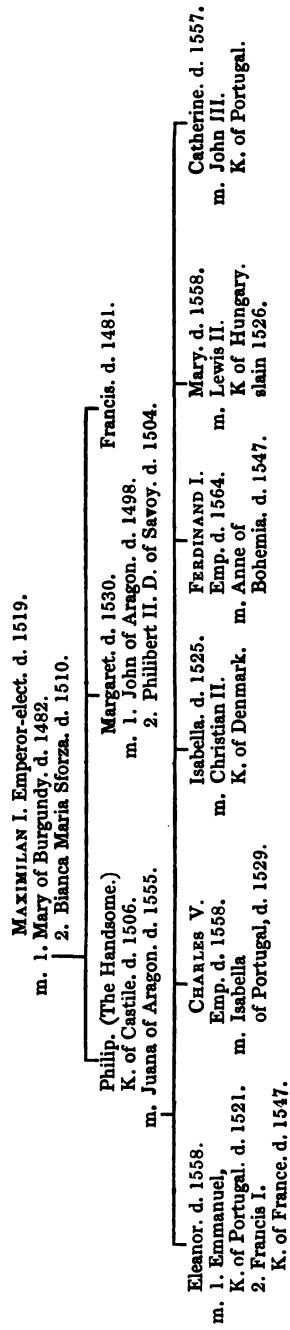 MAXIMILAN I. Emperor-elect. d. 1519.
m. 1. Mary of Burgundy. d. 1482.
2. Bianca Maria Sforza. d. 1510.
Philip. (The Handsome.)
K. of Castile. d. 1506.
m. Juana of Aragon. d. 1555.
Margaret. d. 1530.
m. 1. John of Aragon. d. 1498.
2. Philibert II. D. of Savoy. d. 1504.
Francis. d. 1481.
Eleanor. d. 1558.
m. 1. Emmanuel,
K. of Portugal. d. 1521.
2. Francis I.
K. of France. d. 1547.
CHARLES V.
Emp. d. 1558.
m. Isabella
of Portugal, d. 1529.
Isabella. d. 1525.
m. Christian II.
K. of Denmark.
FERDINAND I.
Emp. d. 1564.
m. Anne of
Bohemia. d. 1547.
Mary. d. 1558.
m. Lewis II.
K of Hungary.
slain 1526.
Catherine. d. 1557.
m. John III.
K. of Portugal.